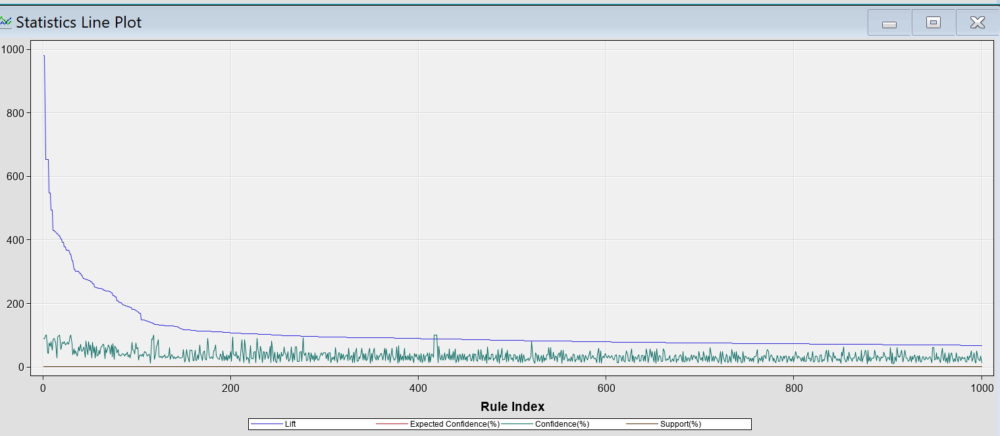 Statistics Line Plot
1000
800
600
400
200
0
0 200 400 600 800 1000
Rule Index
Lift Expected Confidence(%) Confidence(%) Support(%)